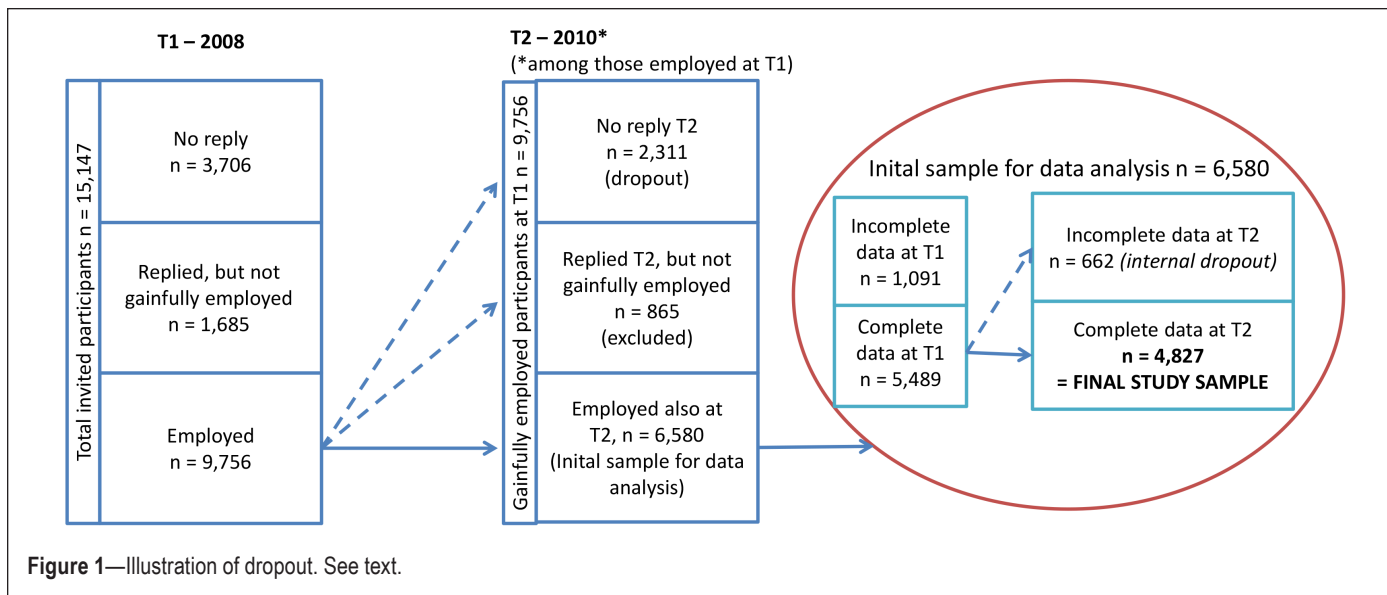 T1 – 2008
Total invited participants n = 15,147
No reply
n = 3,706
Replied, but not
gainfully employed
n = 1,685
Employed
n = 9,756
T2 – 2010*
(*among those employed at T1)
Gainfully employed particpants at T1 n = 9,756
No reply T2
n = 2,311
(dropout)
Replied T2, but not
gainfully employed
n = 865
(excluded)
Employed also at
T2, n = 6,580
(Inital sample for data
analysis)
Inital sample for data analysis n = 6,580
Incomplete
data at T1
n = 1,091
Complete
data at T1
n = 5,489
Incomplete data at T2
n = 662 (internal dropout)
Complete data at T2
n = 4,827
= FINAL STUDY SAMPLE
Figure 1—Illustration of dropout. See text.